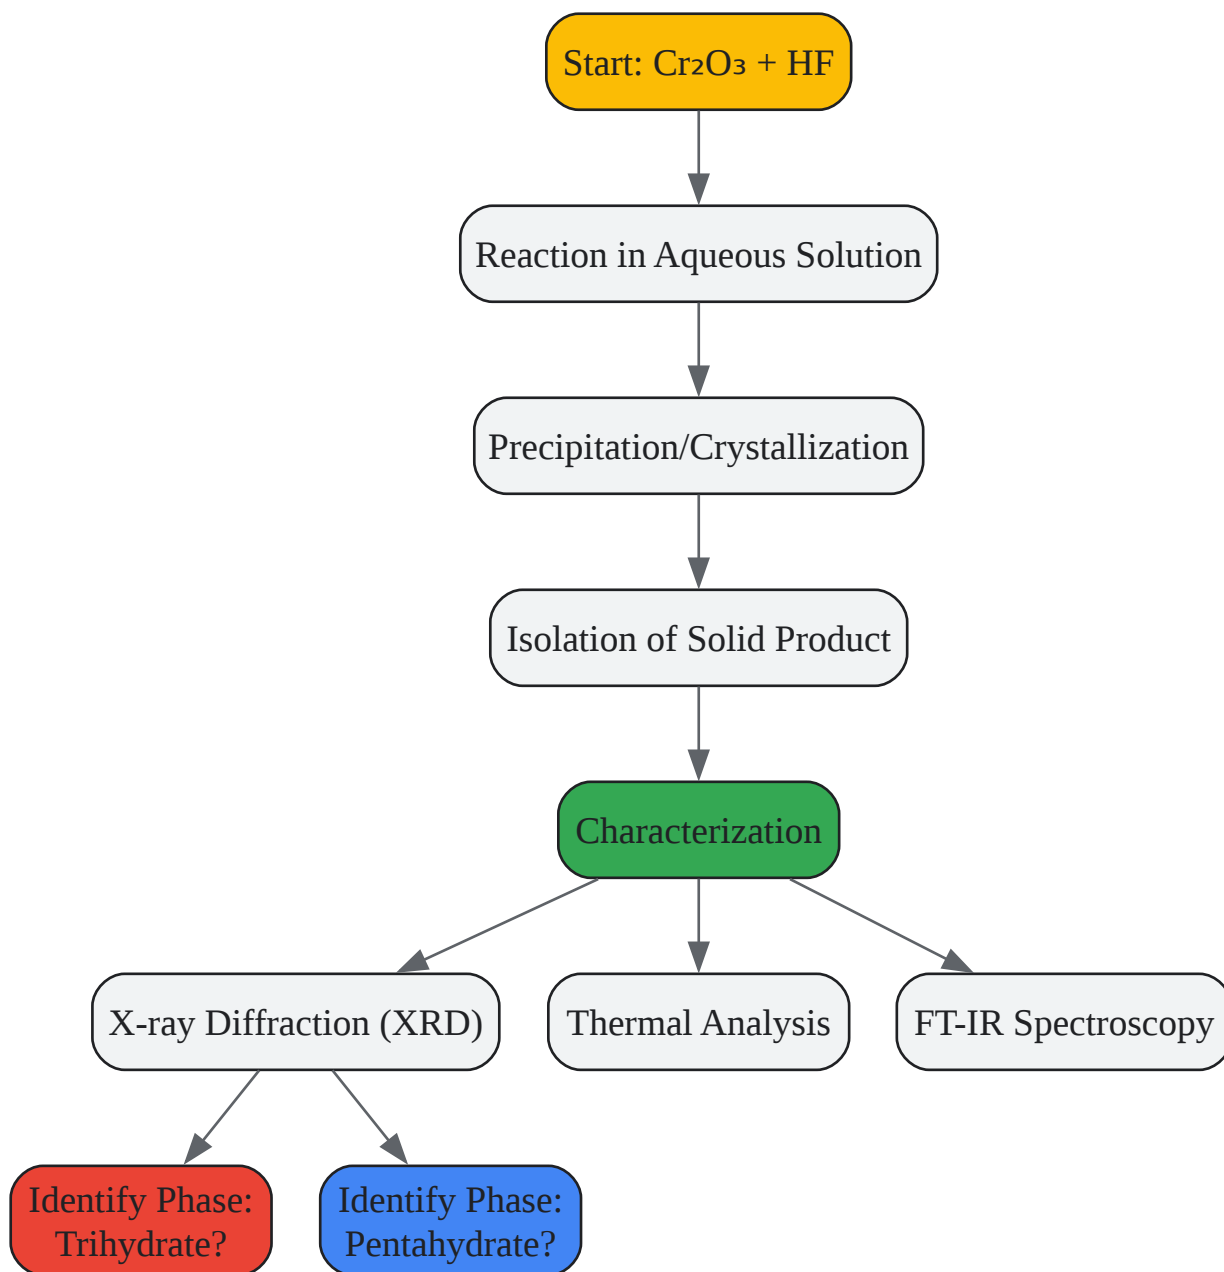 Start: Cr₂O₃ + HF
Reaction in Aqueous Solution
Precipitation/Crystallization
Isolation of Solid Product
Characterization
X-ray Diffraction (XRD)
Thermal Analysis
FT-IR Spectroscopy
Identify Phase:
Trihydrate?
Identify Phase:
Pentahydrate?